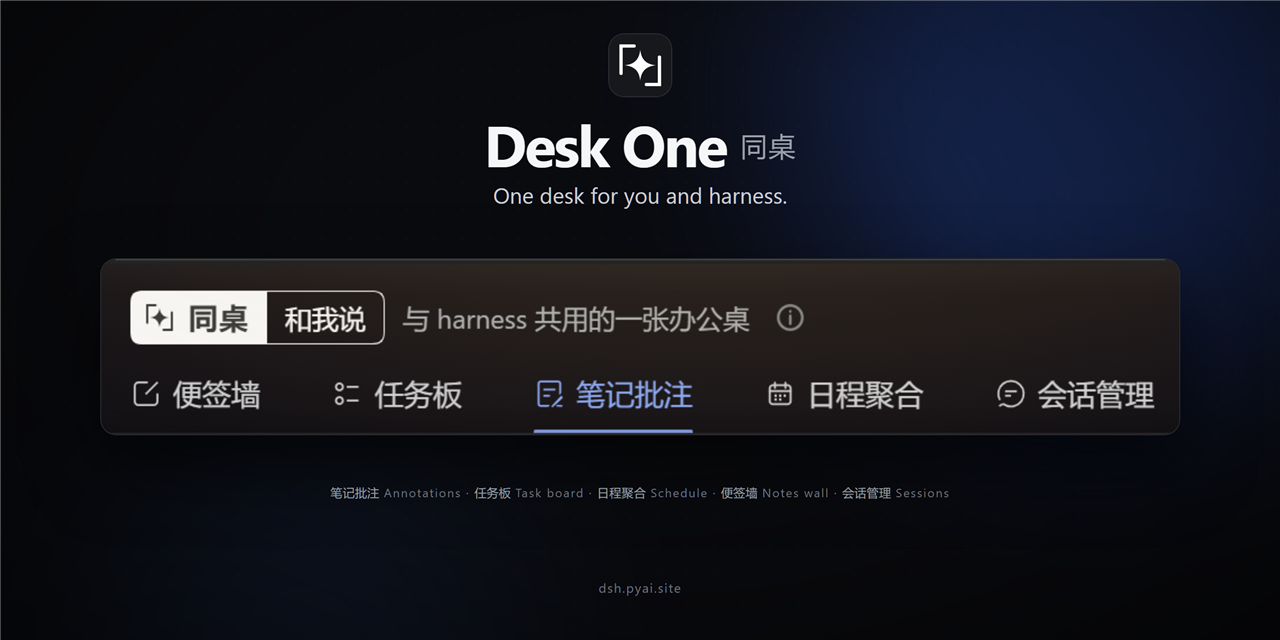 Desk One 同桌
One desk for you and harness.
同桌 和我说 与 harness 共用的一张办公桌
便签墙 任务板 笔记批注 日程聚合 会话管理
笔记批注 Annotations · 任务板 Task board · 日程聚合 Schedule · 便签墙 Notes wall · 会话管理 Sessions
dsh.pyai.site